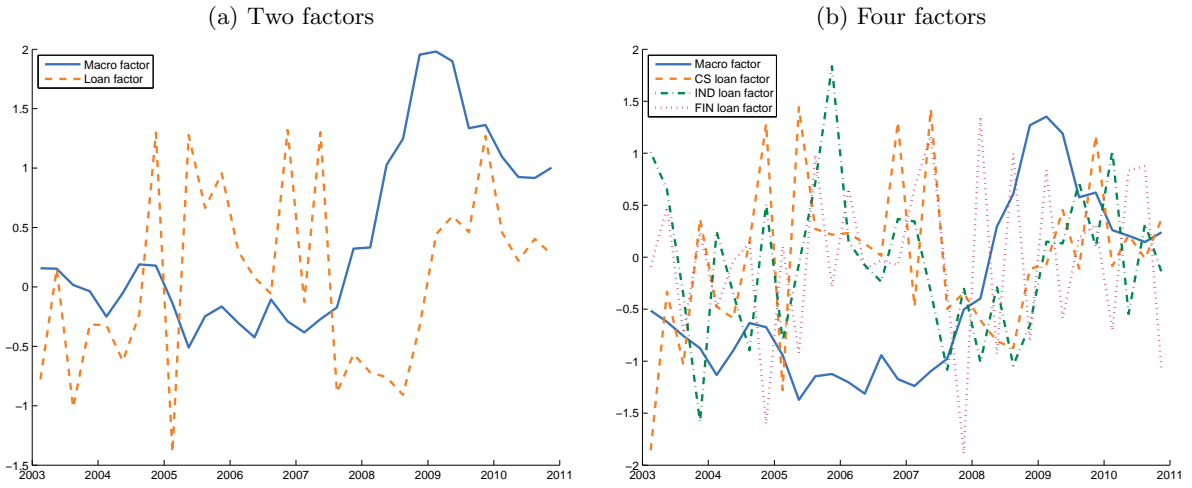 (a) Two factors
2
1.5
1
0.5
0
−0.5
−1
−1.5
2003 2004 2005 2006 2007 2008 2009 2010 2011
Macro factor
Loan factor
(b) Four factors
2
1.5
1
0.5
0
−0.5
−1
−1.5
−2
2003 2004 2005 2006 2007 2008 2009 2010 2011
Macro factor
CS loan factor
IND loan factor
FIN loan factor